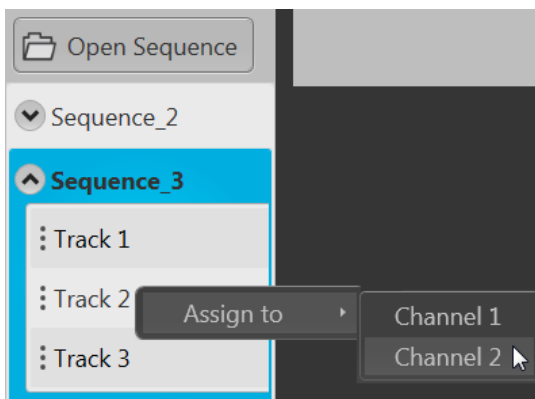 Open Sequence
Sequence_2
Sequence_3
Track 1
Track 2
Assign to
Channel 1
Channel 2
Track 3